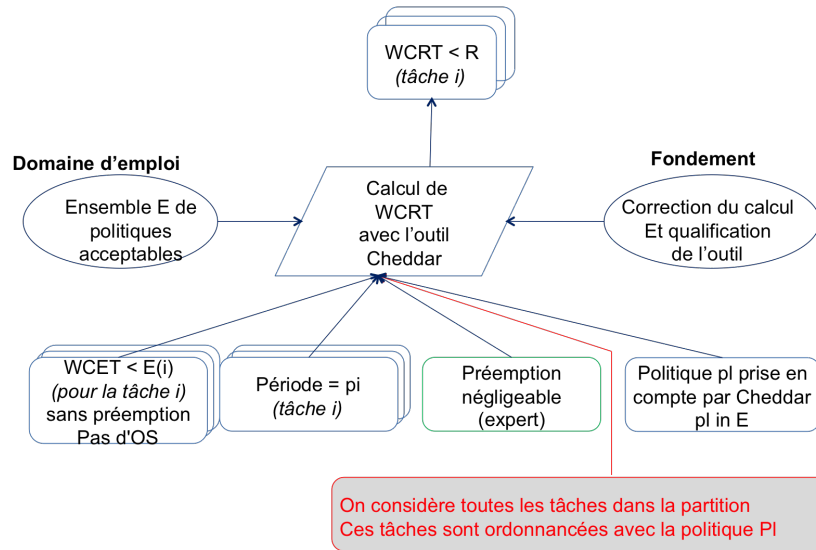 WCRT < R
(tâche i)
Domaine d'emploi
Fondement
Ensemble E de
politiques
acceptables
Calcul de
WCRT
avec l'outil
Cheddar
Correction du calcul
Et qualification
de l'outil
WCET < E(i)
(pour la tâche i)
sans préemption
Pas d'OS
Période = pi
(tâche i)
Préemption
négligeable
(expert)
Politique pl prise en
compte par Cheddar
pl in E
On considère toutes les tâches dans la partition
Ces tâches sont ordonnancées avec la politique Pl